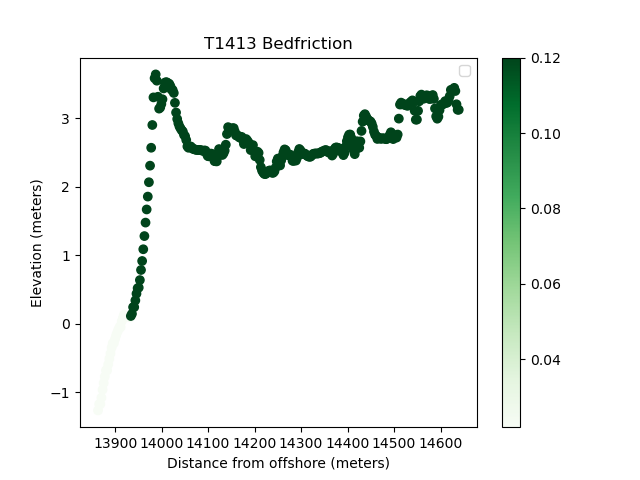 T1413 Bedfriction
Elevation (meters)
3
2
1
0
−1
13900 14000 14100 14200 14300 14400 14500 14600
Distance from offshore (meters)
0.12
0.10
0.08
0.06
0.04